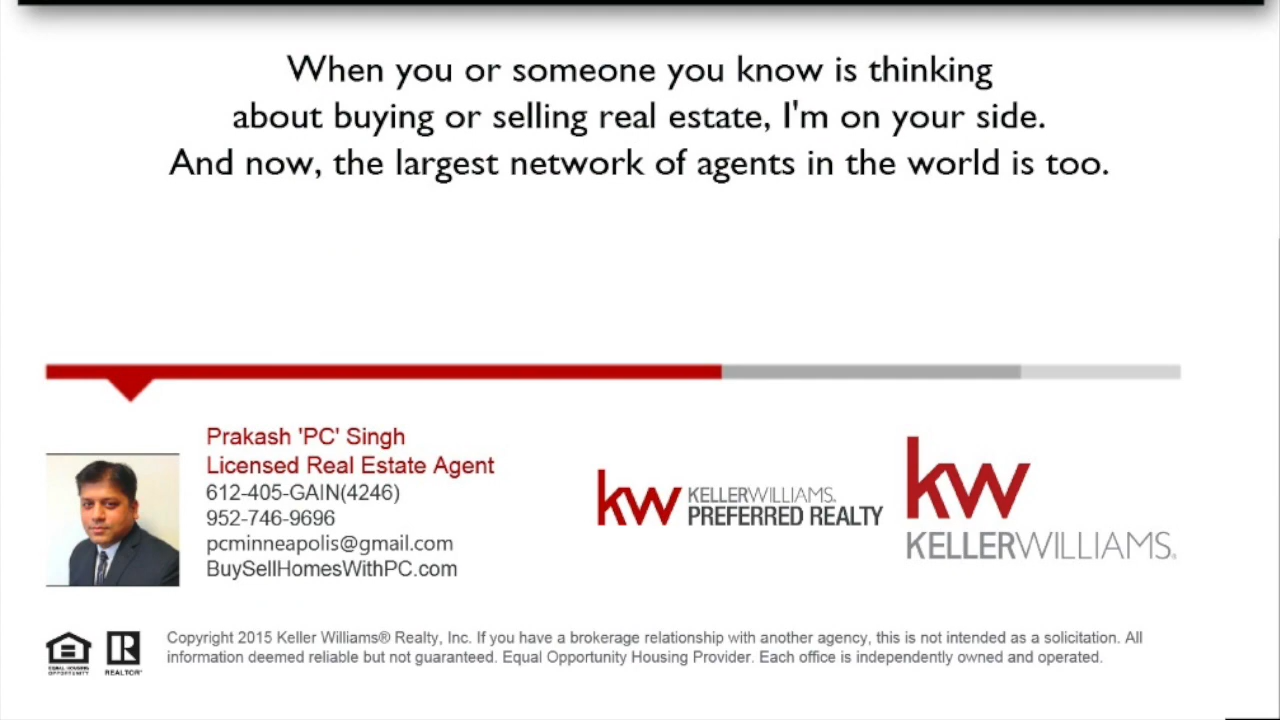 When you or someone you know is thinking
about buying or selling real estate, I'm on your side.
And now, the largest network of agents in the world is too.
Prakash 'PC' Singh
Licensed Real Estate Agent
612-405-GAIN(4246)
952-746-9696
pcminneapolis@gmail.com
BuySellHomesWithPC.com
kw KELLERWILLIAMS.
PREFERRED REALTY
kw
KELLERWILLIAMS.
EQUAL HOUSING
OPPORTUNITY
REALTOR®
Copyright 2015 Keller Williams® Realty, Inc. If you have a brokerage relationship with another agency, this is not intended as a solicitation. All
information deemed reliable but not guaranteed. Equal Opportunity Housing Provider. Each office is independently owned and operated.